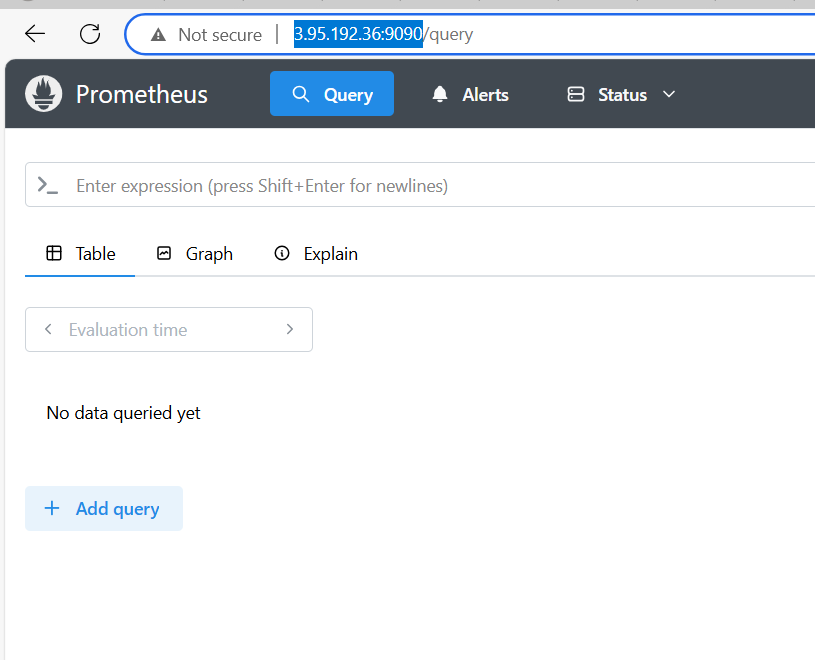 Not secure | 3.95.192.36:9090/query
Prometheus Query Alerts Status
Enter expression (press Shift+Enter for newlines)
Table Graph Explain
Evaluation time
No data queried yet
Add query